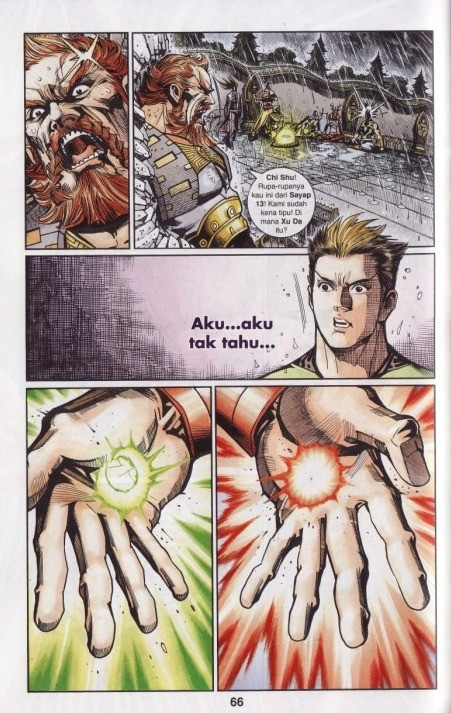 Chi Shu!
Rupa-rupanya
kau ini dari Sayap
13! Kami sudah
kena tipu! Di
mana Xu Da
itu?
Aku...aku
tak tahu...
66